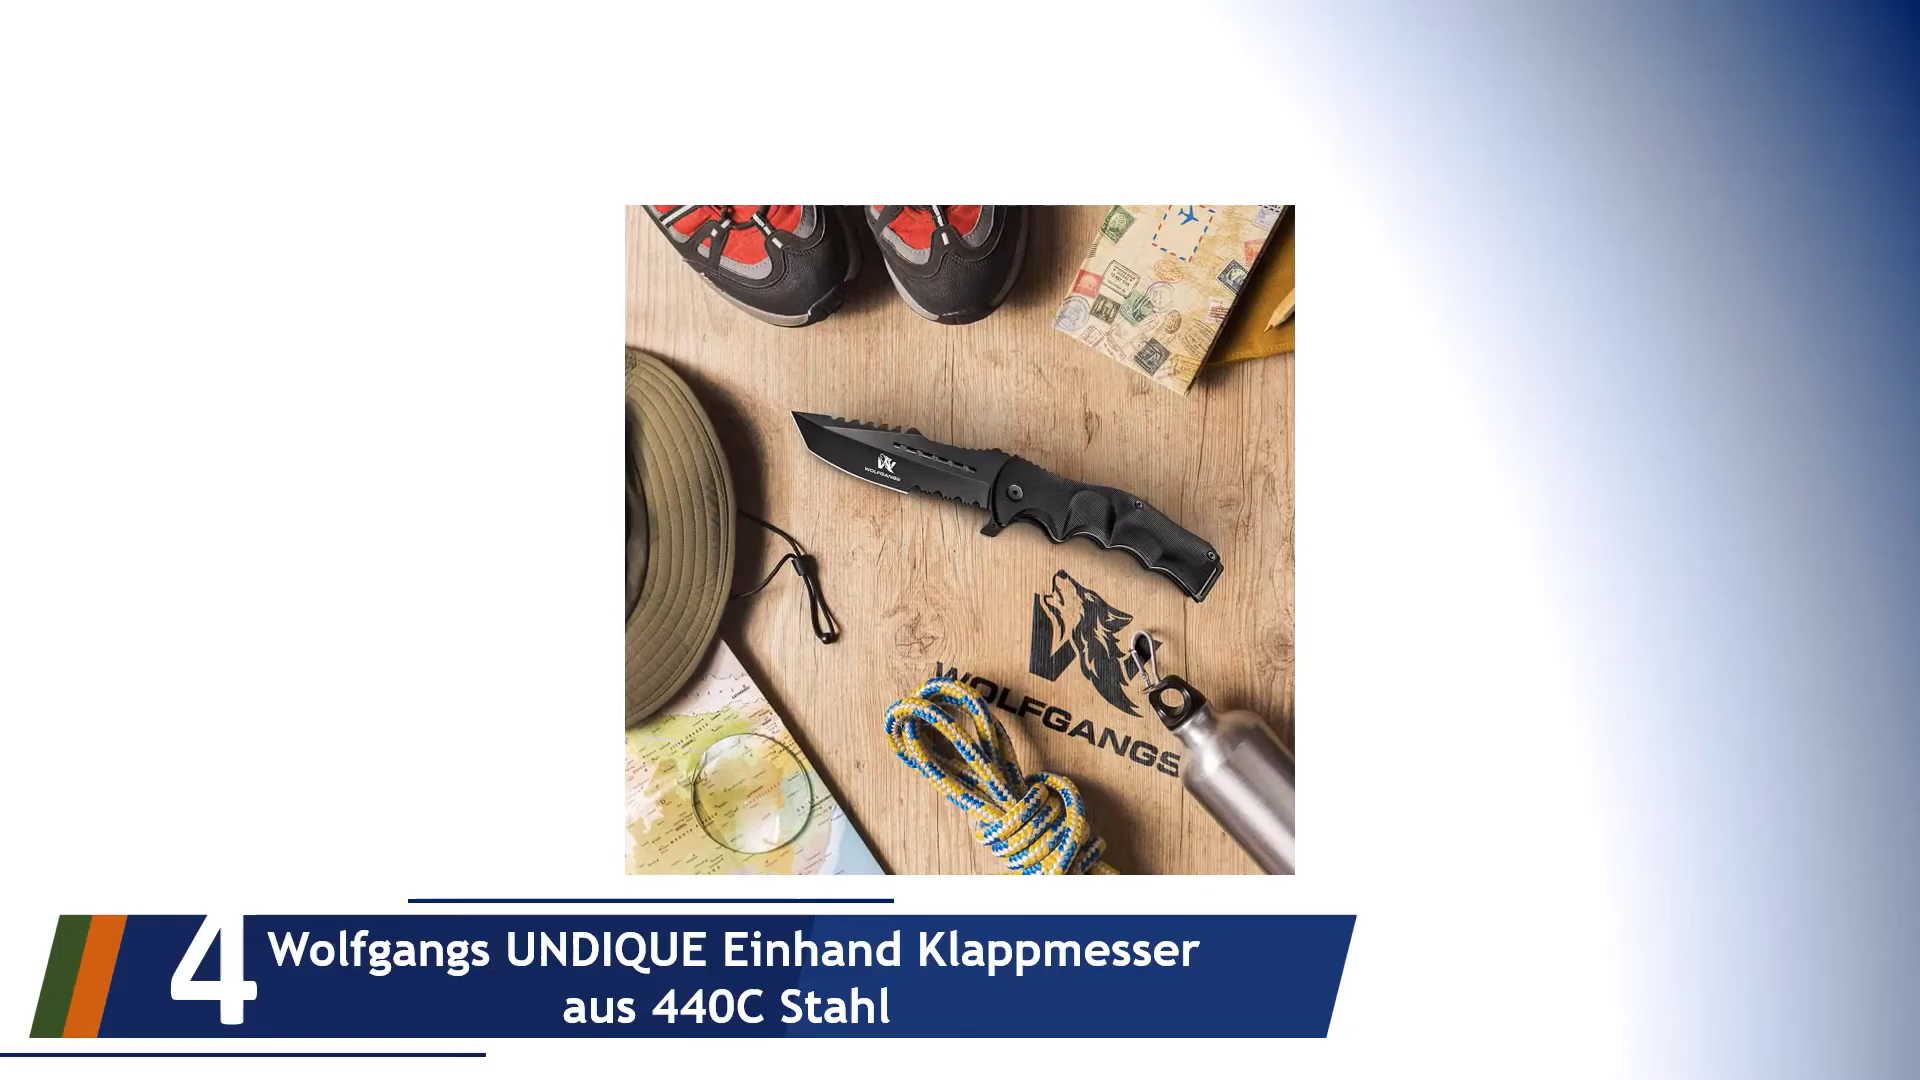 WOLFGANGS
WOLFGANGS
4
Wolfgangs UNDIQUE Einhand Klappmesser
aus 440C Stahl